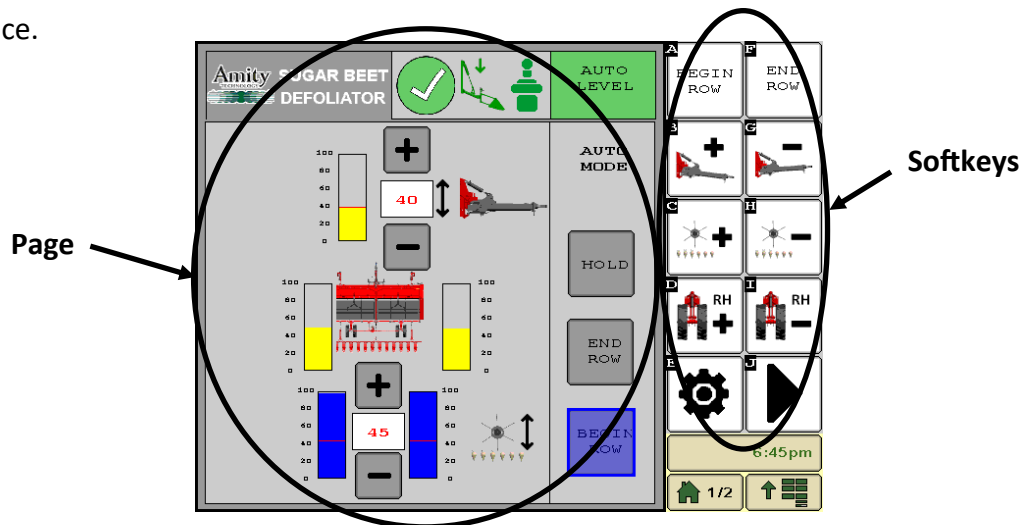 ce.
Amity
TECHNOLOGY
SUGAR BEET
DEFOLIATOR
AUTO
LEVEL
A
BEGIN
ROW
F
END
ROW
AUTO
MODE
100
80
60
40
20
0
40
B
G
Softkeys
C
H
Page
HOLD
100
80
60
40
20
0
100
80
60
40
20
0
D
RH
I
RH
END
ROW
E
J
100
80
60
40
20
0
45
100
80
60
40
20
0
BEGIN
ROW
6:45pm
1/2